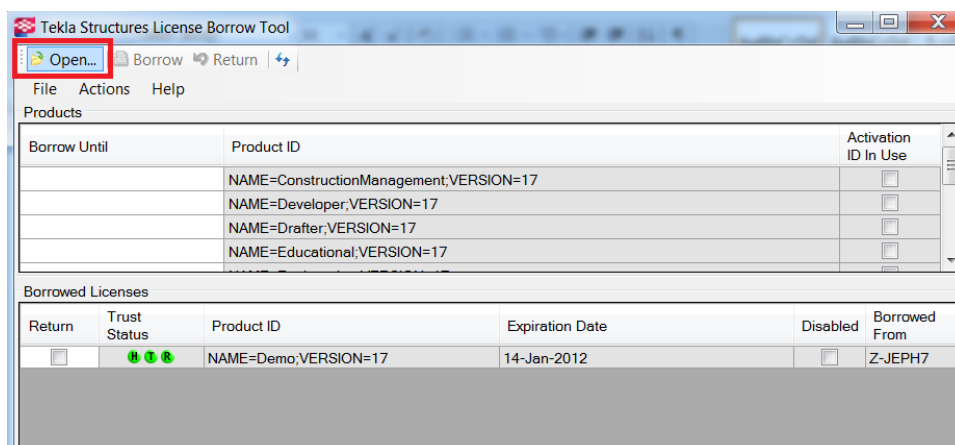 Tekla Structures License Borrow Tool
Open... Borrow Return
File Actions Help
Products
Borrow Until Product ID Activation ID In Use
NAME=ConstructionManagement;VERSION=17
NAME=Developer;VERSION=17
NAME=Drafter;VERSION=17
NAME=Educational;VERSION=17
Borrowed Licenses
Return Trust Status Product ID Expiration Date Disabled Borrowed From
H T R NAME=Demo;VERSION=17 14-Jan-2012 Z-JEPH7